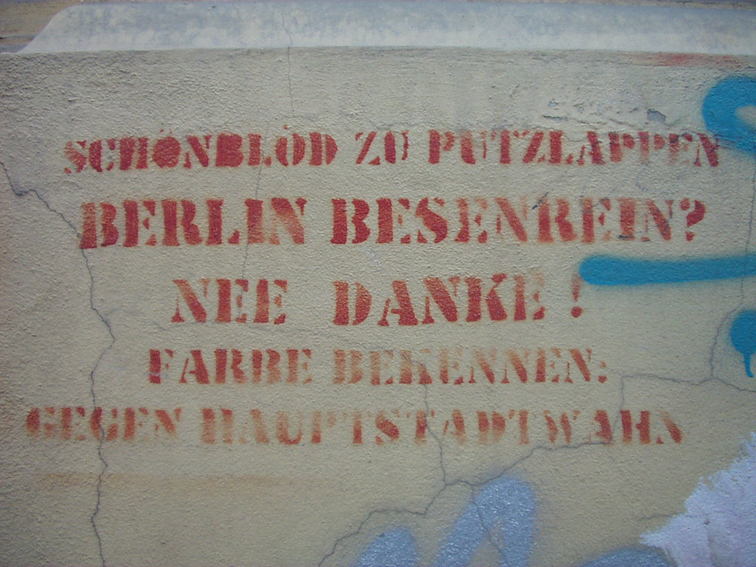 SCHÖNBLÖD ZU PUTZLAPPEN
BERLIN BESENREIN?
NEE DANKE!
FARBE BEKENNEN:
GEGEN HAUPTSTADTWAHN